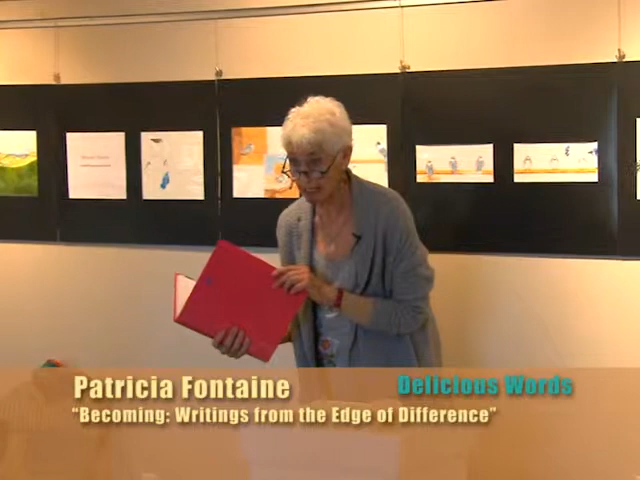 Patricia Fontaine
Delicious Words
"Becoming: Writings from the Edge of Difference"